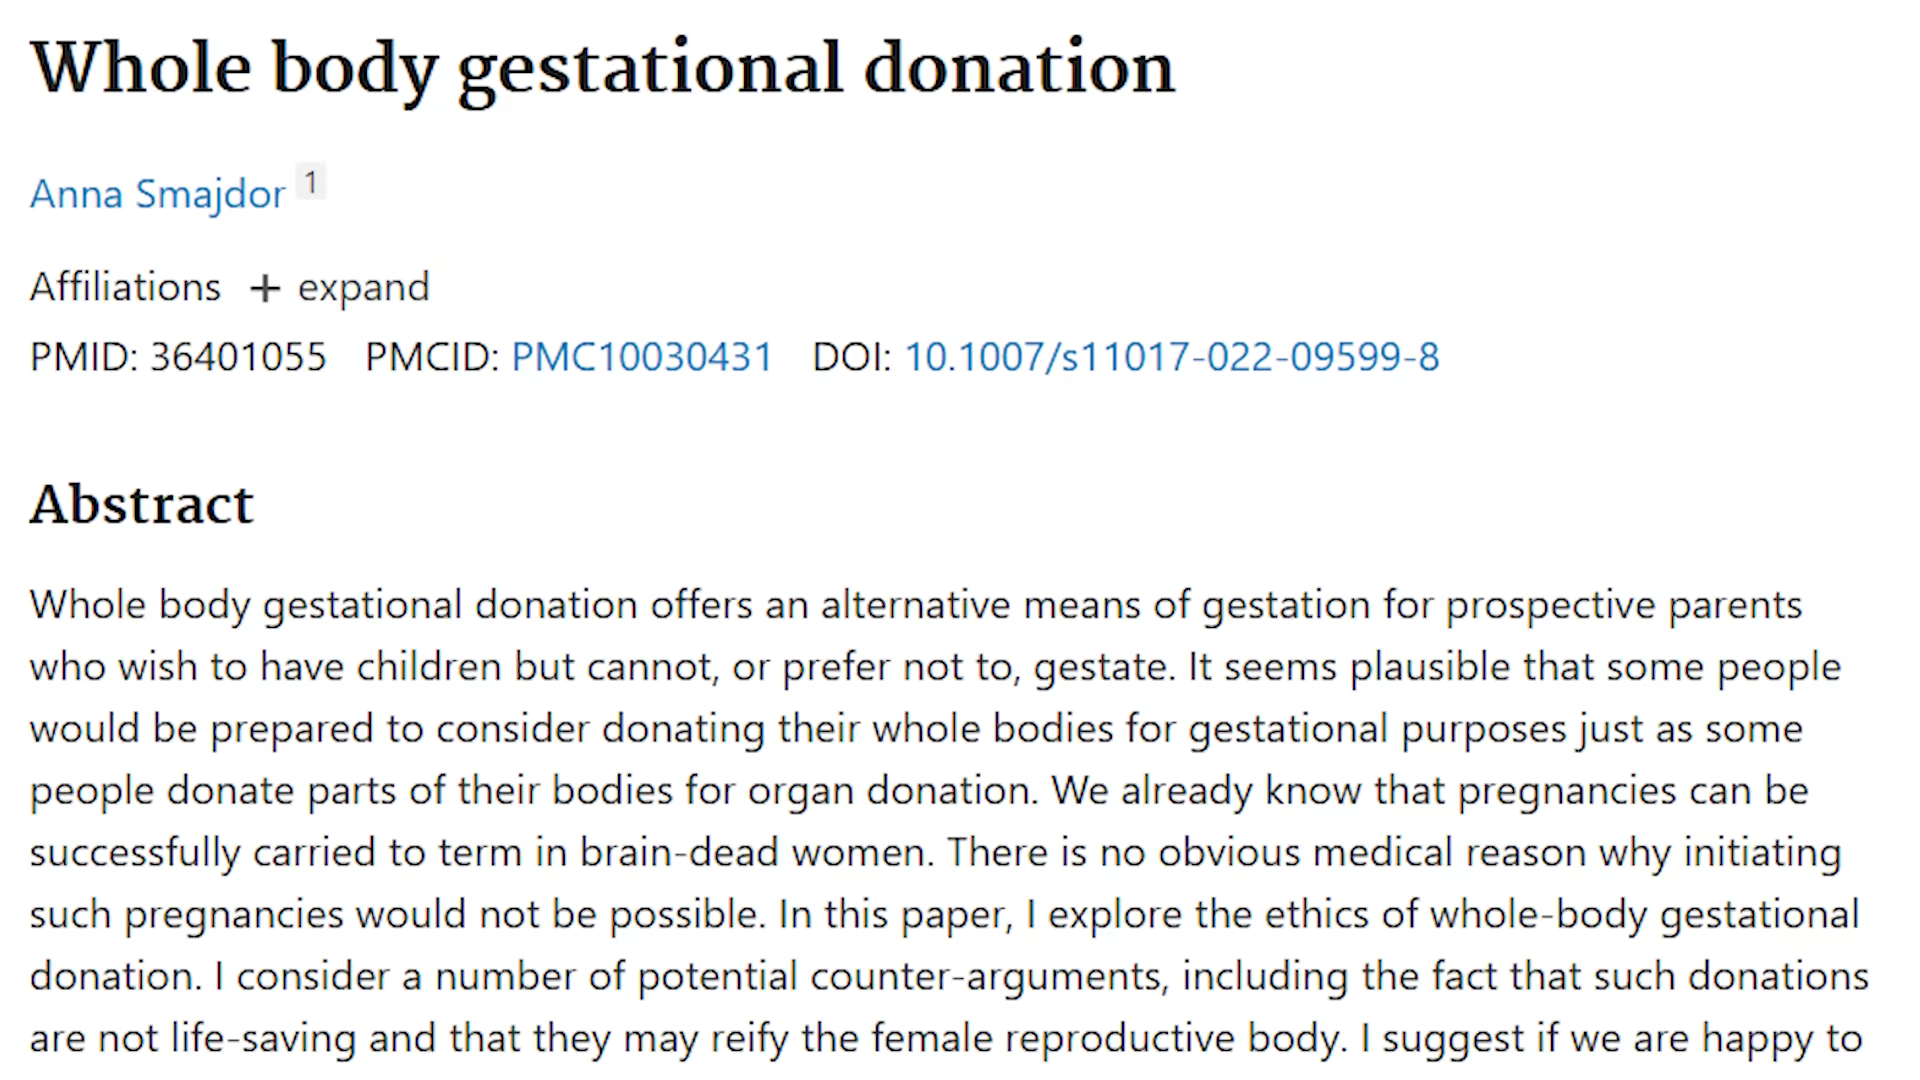 Whole body gestational donation
Anna Smajdor 1
Affiliations + expand
PMID: 36401055 PMCID: PMC10030431 DOI: 10.1007/s11017-022-09599-8
Abstract
Whole body gestational donation offers an alternative means of gestation for prospective parents
who wish to have children but cannot, or prefer not to, gestate. It seems plausible that some people
would be prepared to consider donating their whole bodies for gestational purposes just as some
people donate parts of their bodies for organ donation. We already know that pregnancies can be
successfully carried to term in brain-dead women. There is no obvious medical reason why initiating
such pregnancies would not be possible. In this paper, I explore the ethics of whole-body gestational
donation. I consider a number of potential counter-arguments, including the fact that such donations
are not life-saving and that they may reify the female reproductive body. I suggest if we are happy to